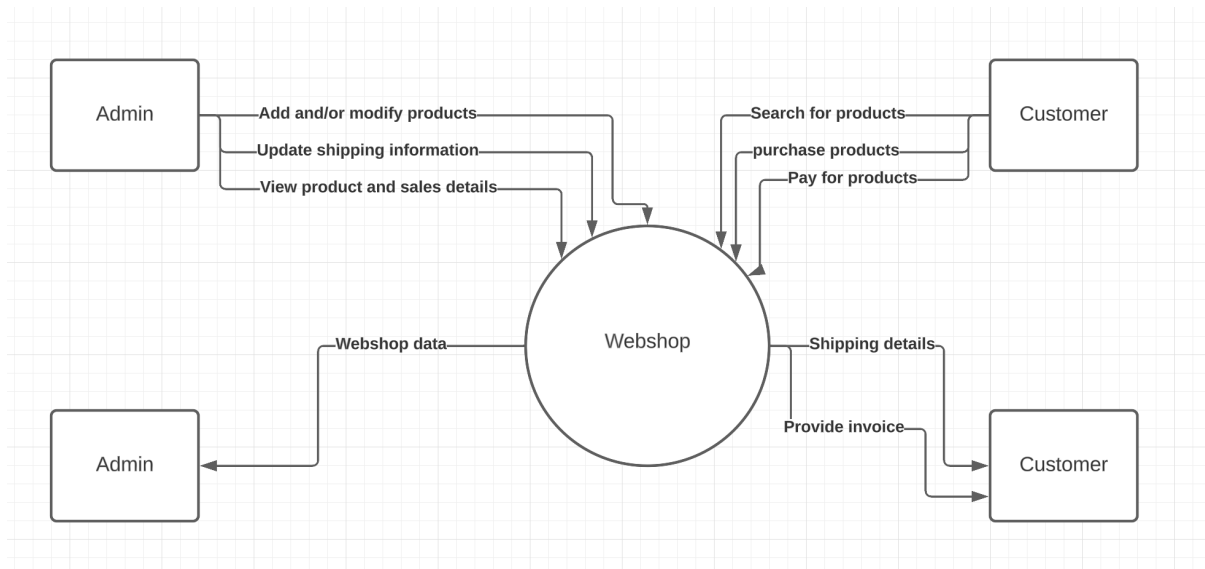 Admin
Add and/or modify products
Update shipping information
View product and sales details
Search for products
purchase products
Pay for products
Customer
Webshop
Webshop data
Shipping details
Provide invoice
Admin
Customer